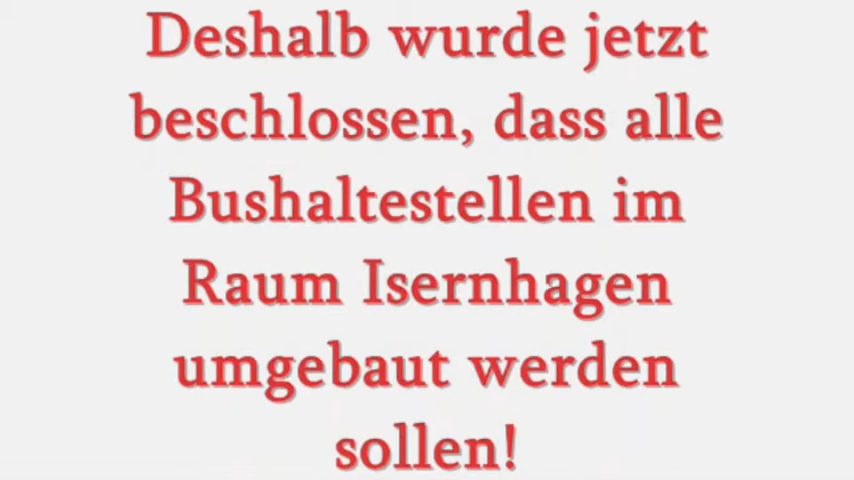 Deshalb wurde jetzt
beschlossen, dass alle
Bushaltestellen im
Raum Isernhagen
umgebaut werden
sollen!